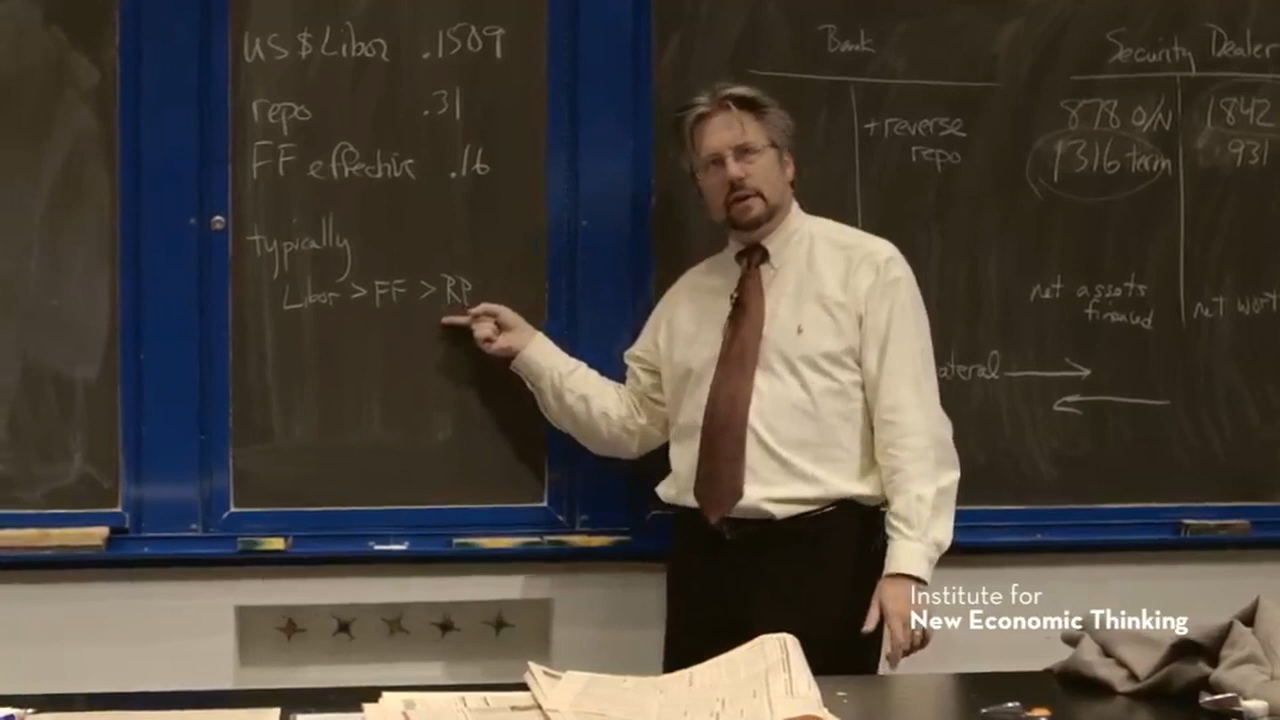 US $ Libor .1509
repo .31
FF effective .16
typically
Libor > FF > RP
Bank
+reverse
repo
Security Dealer
878 O/N 1842
1316 term 931
net assets
financed
net wort
ateral
Institute for
New Economic Thinking